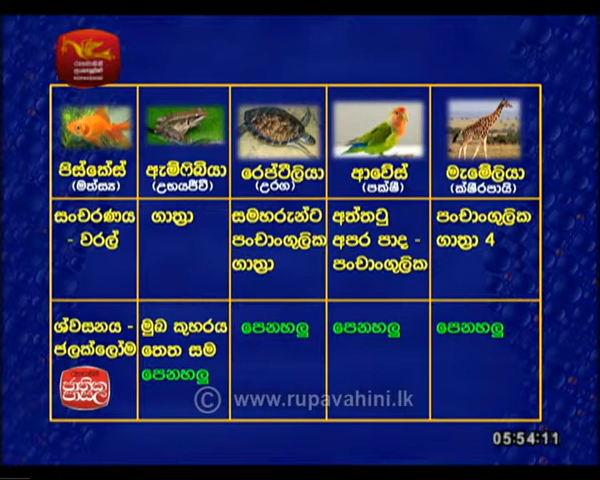 පිස්කේස්
(මත්ස්‍ය)
ඇම්ෆිබියා
(උභයජීවී)
රෙප්ටීලියා
(උරග)
ආවේස්
(පක්ෂී)
මැමේලියා
(ක්ෂීරපායී)
සංචරණය
- වරල්
ගාත්‍රා
සමහරුන්ට
පංචාංගුලික
ගාත්‍රා
අත්තටු
අපර පාද -
පංචාංගුලික
පංචාංගුලික
ගාත්‍රා 4
ශ්වසනය -
ජලක්ලෝම
මුඛ කුහරය
තෙත සම
පෙනහලු
පෙනහලු
පෙනහලු
පෙනහලු
ජාතික
පාසල
© www.rupavahini.lk
05:54:11